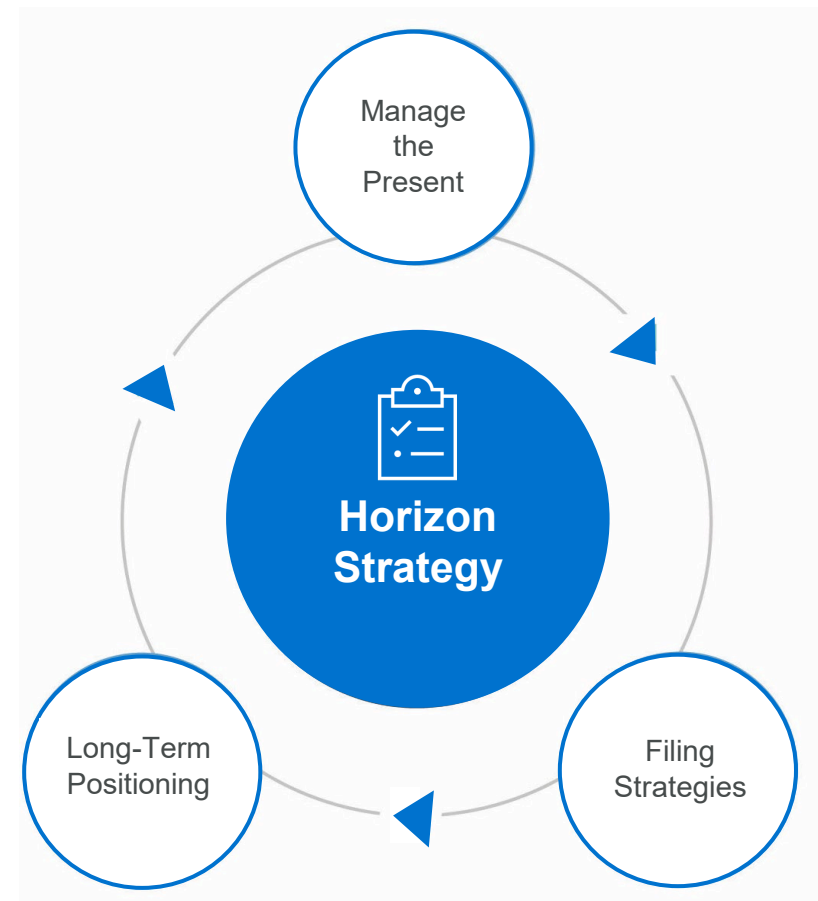 Manage
the
Present
Horizon
Strategy
Long-Term
Positioning
Filing
Strategies